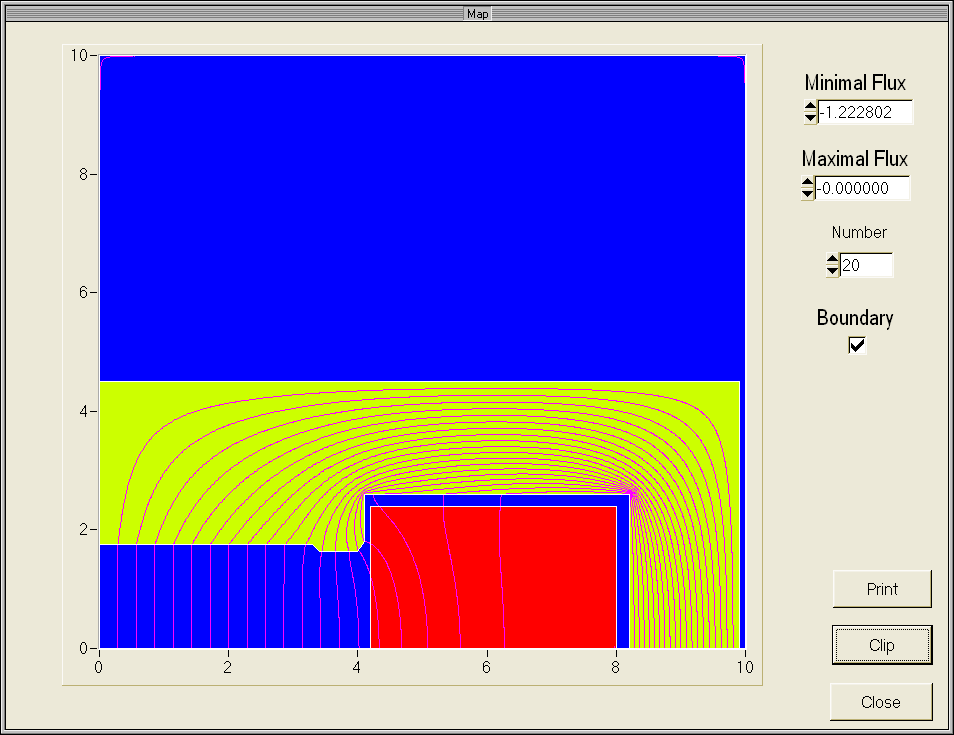 Map
10
8
6
4
2
0
0 2 4 6 8 10
Minimal Flux
-1.222802
Maximal Flux
-0.000000
Number
20
Boundary
Print
Clip
Close